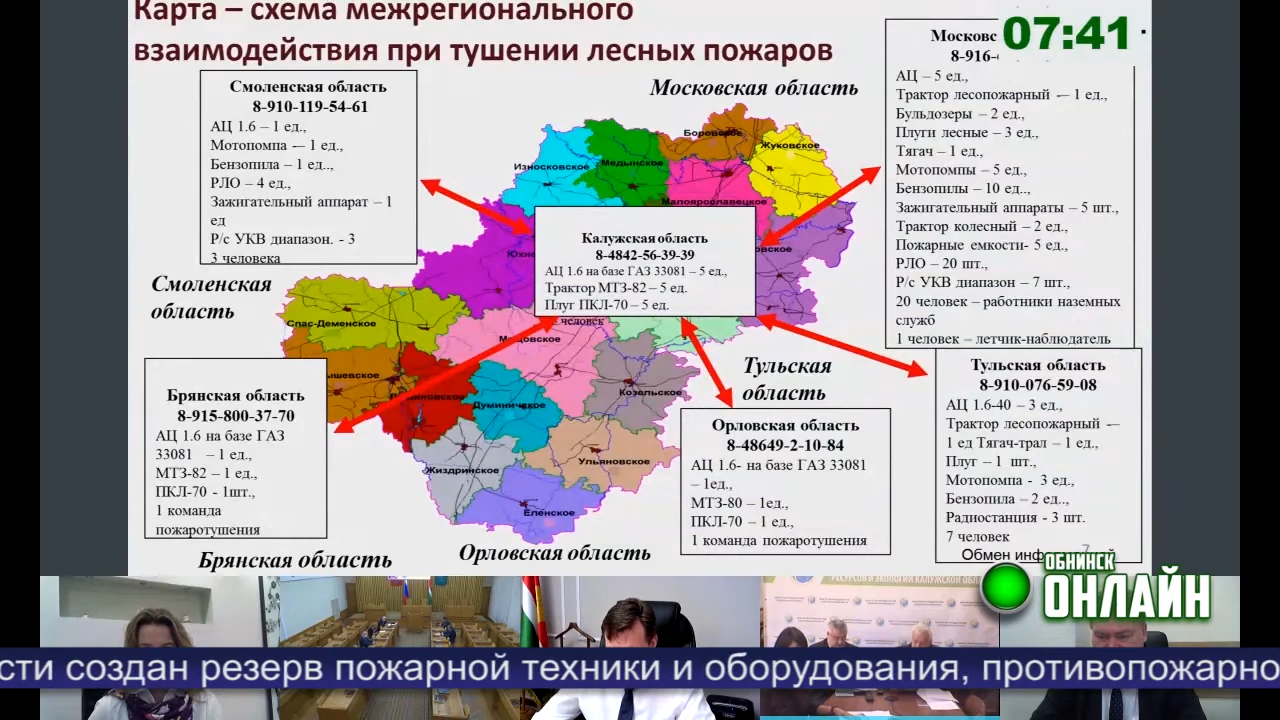 Карта – схема межрегионального
взаимодействия при тушении лесных пожаров
07:41
Смоленская область
8-910-119-54-61
АЦ 1.6 – 1 ед.,
Мотопомпа -– 1 ед.,
Бензопила – 1 ед..,
РЛО – 4 ед.,
Зажигательный аппарат – 1
ед
Р/с УКВ диапазон. - 3
3 человека
Московская область
8-916-
АЦ – 5 ед.,
Трактор лесопожарный -– 1 ед.,
Бульдозеры – 2 ед.,
Плуги лесные – 3 ед.,
Тягач – 1 ед.,
Мотопомпы – 5 ед.,
Бензопилы – 10 ед..,
Зажигательный аппараты – 5 шт.,
Трактор колесный – 2 ед.,
Пожарные емкости- 5 ед.,
РЛО – 20 шт.,
Р/с УКВ диапазон – 7 шт.,
20 человек – работники наземных
служб
1 человек – летчик-наблюдатель
Боровское
Жуковское
Износковское
Медынское
Малоярославецкое
Калужская область
8-4842-56-39-39
АЦ 1.6 на базе ГАЗ 33081 – 5 ед.,
Трактор МТЗ-82 – 5 ед.
Плуг ПКЛ-70 – 5 ед.
человек
Смоленская
область
Спас-Деменское
Думиничское
Козельское
Жиздринское
Ульяновское
Еленское
Тульская
область
Брянская область
8-915-800-37-70
АЦ 1.6 на базе ГАЗ
33081 – 1 ед.,
МТЗ-82 – 1 ед.,
ПКЛ-70 - 1шт.,
1 команда
пожаротушения
Орловская область
8-48649-2-10-84
АЦ 1.6- на базе ГАЗ 33081
– 1ед.,
МТЗ-80 – 1ед.,
ПКЛ-70 – 1 ед.,
1 команда пожаротушения
Тульская область
8-910-076-59-08
АЦ 1.6-40 – 3 ед.,
Трактор лесопожарный -–
1 ед Тягач-трал – 1 ед.,
Плуг – 1 шт.,
Мотопомпа - 3 ед.,
Бензопила – 2 ед..,
Радиостанция - 3 шт.
7 человек
Обмен
7
Брянская область
Орловская область
ОБНИНСК
ОНЛАЙН
РЕСУРСОВ И ЭКОЛОГИИ КАЛУЖСКОЙ
сти создан резерв пожарной техники и оборудования, противопожарно